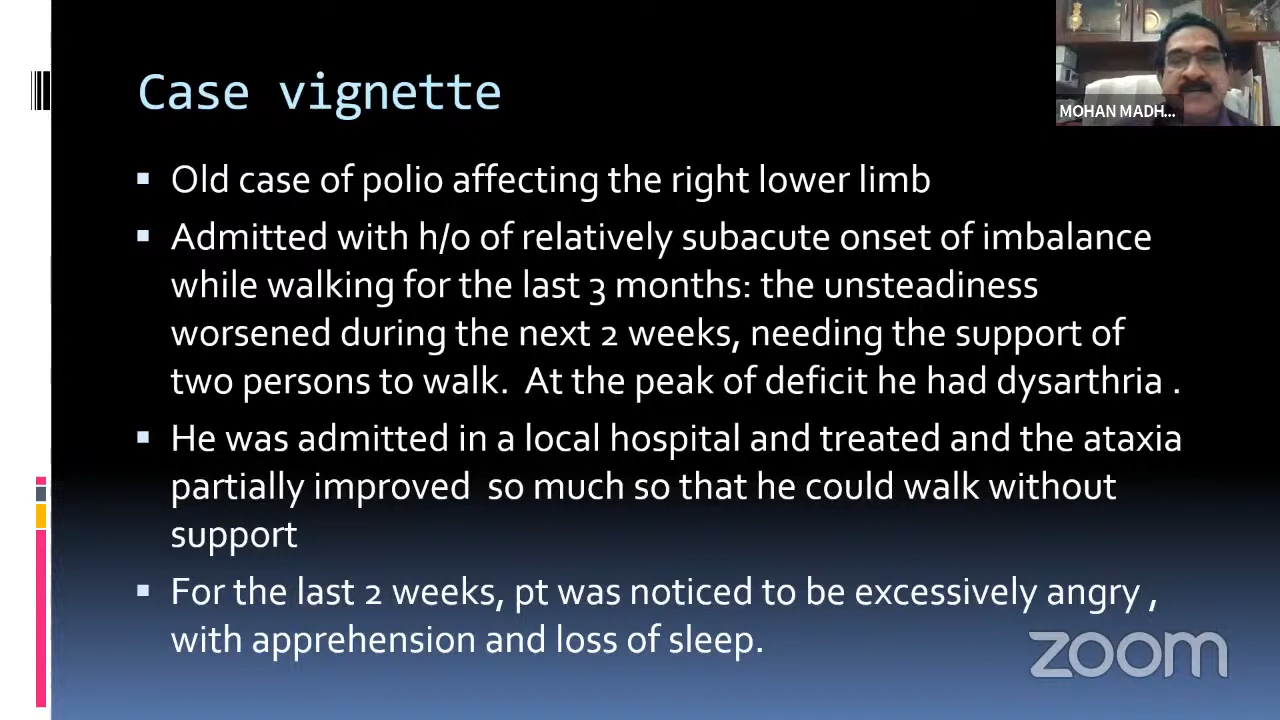 Case vignette
MOHAN MADH...
Old case of polio affecting the right lower limb
Admitted with h/o of relatively subacute onset of imbalance
while walking for the last 3 months: the unsteadiness
worsened during the next 2 weeks, needing the support of
two persons to walk.  At the peak of deficit he had dysarthria .
He was admitted in a local hospital and treated and the ataxia
partially improved  so much so that he could walk without
support
For the last 2 weeks, pt was noticed to be excessively angry ,
with apprehension and loss of sleep.
zoom